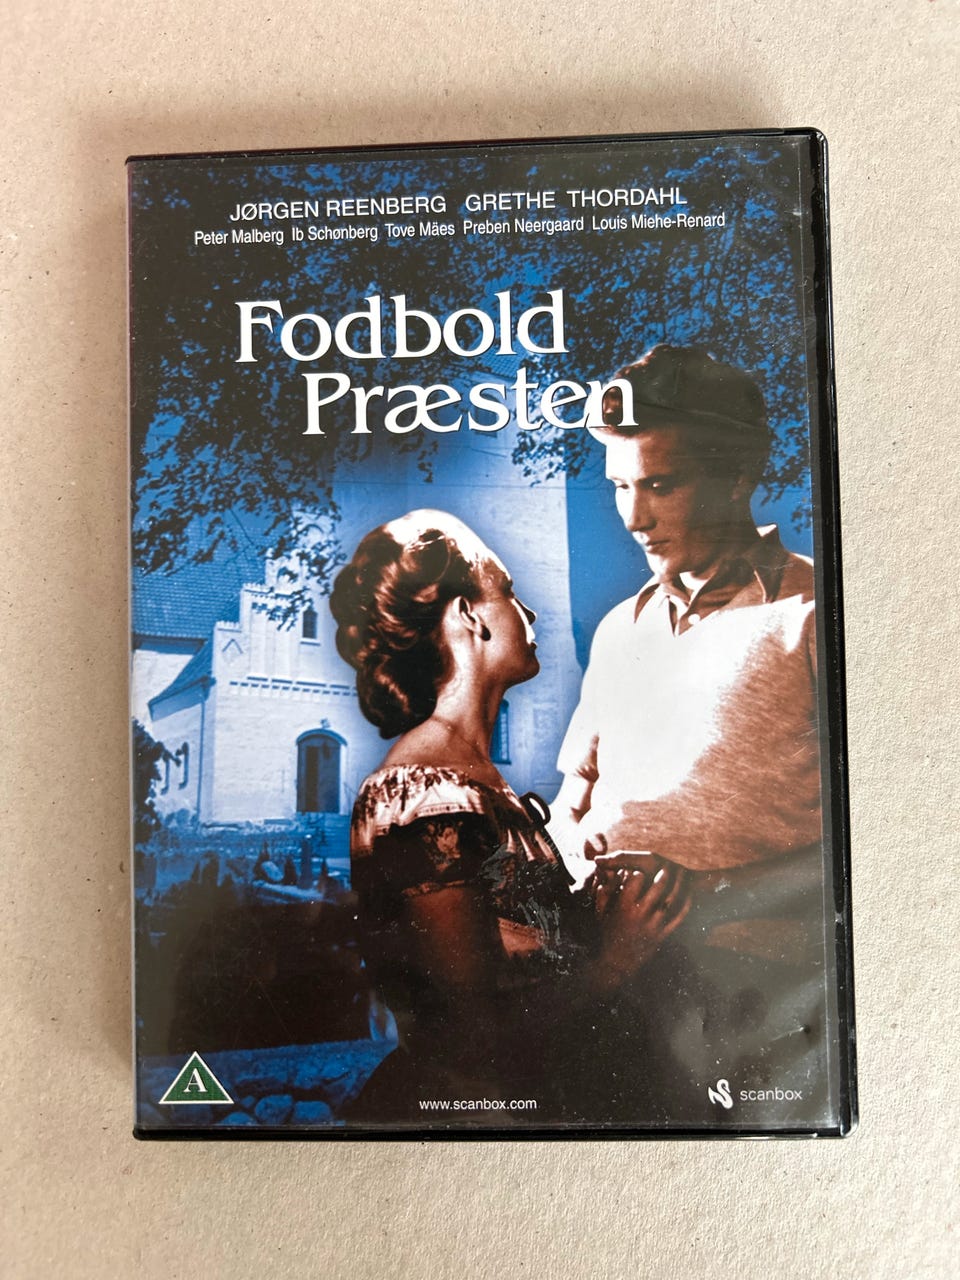 JØRGEN REENBERG GRETHE THORDAHL
Peter Malberg Ib Schønberg Tove Mäes Preben Neergaard Louis Miehe-Renard
Fodbold
Præsten
A
www.scanbox.com
scanbox